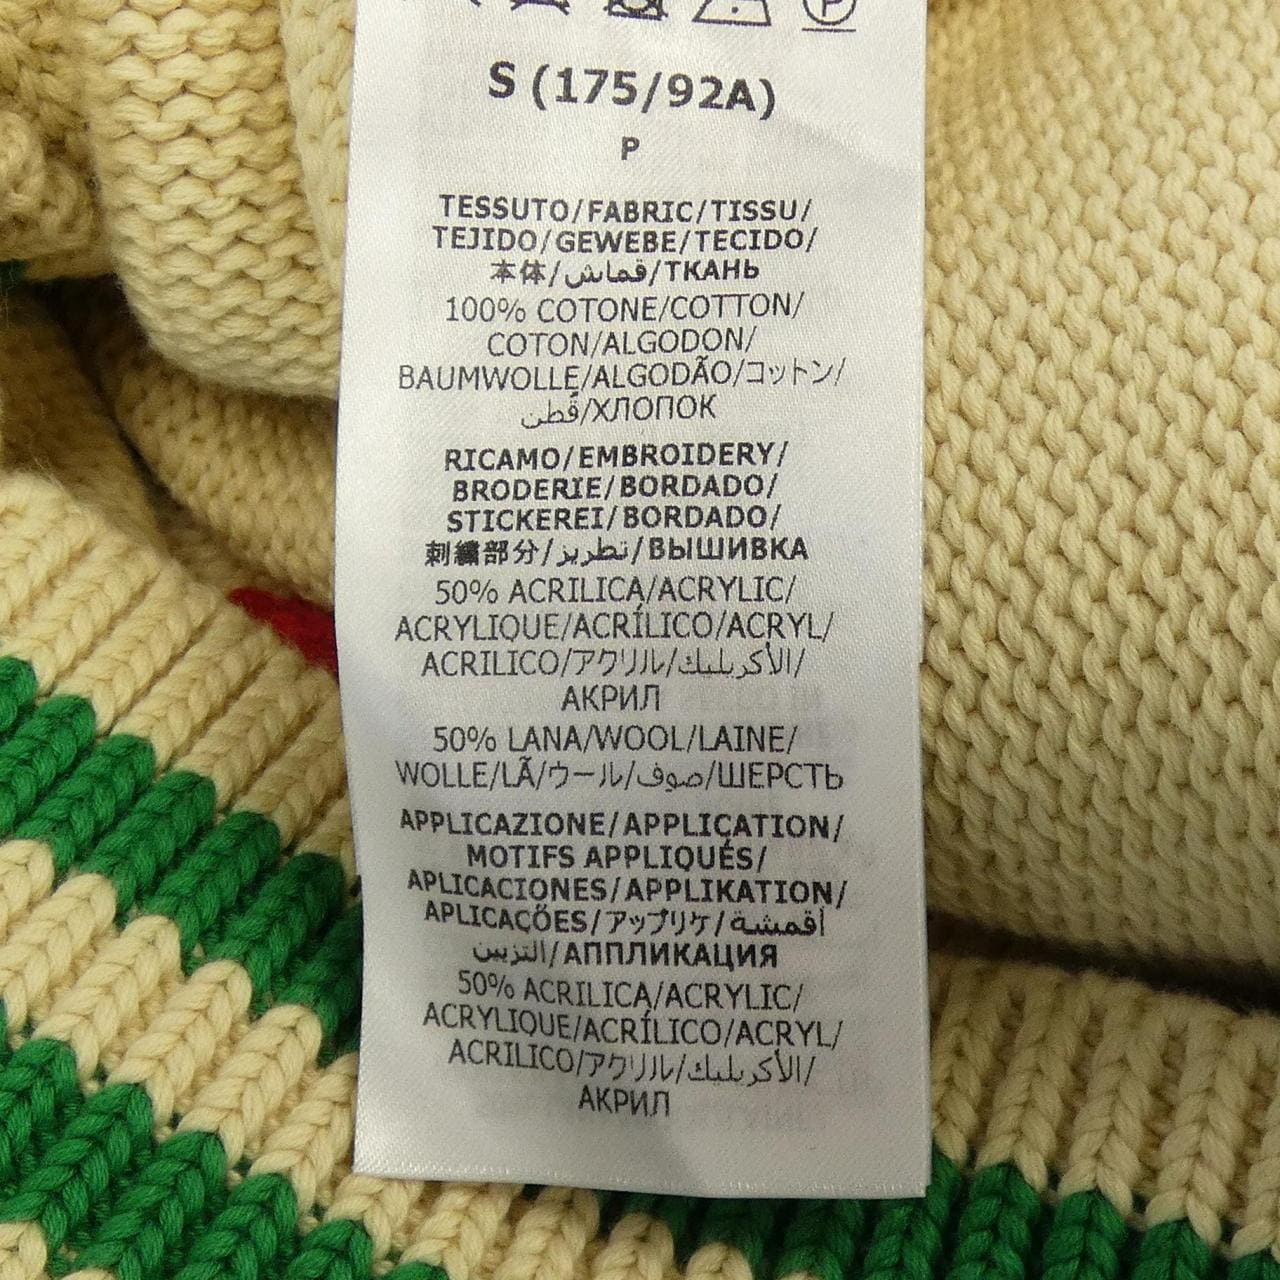 S (175/92A)
P
TESSUTO/FABRIC/TISSU/
TEJIDO/GEWEBE/TECIDO/
本体/قماش/ТКАНЬ
100% COTONE/COTTON/
COTON/ALGODON/
BAUMWOLLE/ALGODÃO/コットン/
قُطن/ХЛОПОК
RICAMO/EMBROIDERY/
BRODERIE/BORDADO/
STICKEREI/BORDADO/
刺繍部分/تطريز/ВЫШИВКА
50% ACRILICA/ACRYLIC/
ACRYLIQUE/ACRÍLICO/ACRYL/
ACRILICO/アクリル/الأكريليك/
АКРИЛ
50% LANA/WOOL/LAINE/
WOLLE/LÃ/ウール/صوف/ШЕРСТЬ
APPLICAZIONE/APPLICATION/
MOTIFS APPLIQUÉS/
APLICACIONES/APPLIKATION/
APLICAÇÕES/アップリケ/أقمشة
التزيين/АППЛИКАЦИЯ
50% ACRILICA/ACRYLIC/
ACRYLIQUE/ACRÍLICO/ACRYL/
ACRILICO/アクリル/الأكريليك/
АКРИЛ